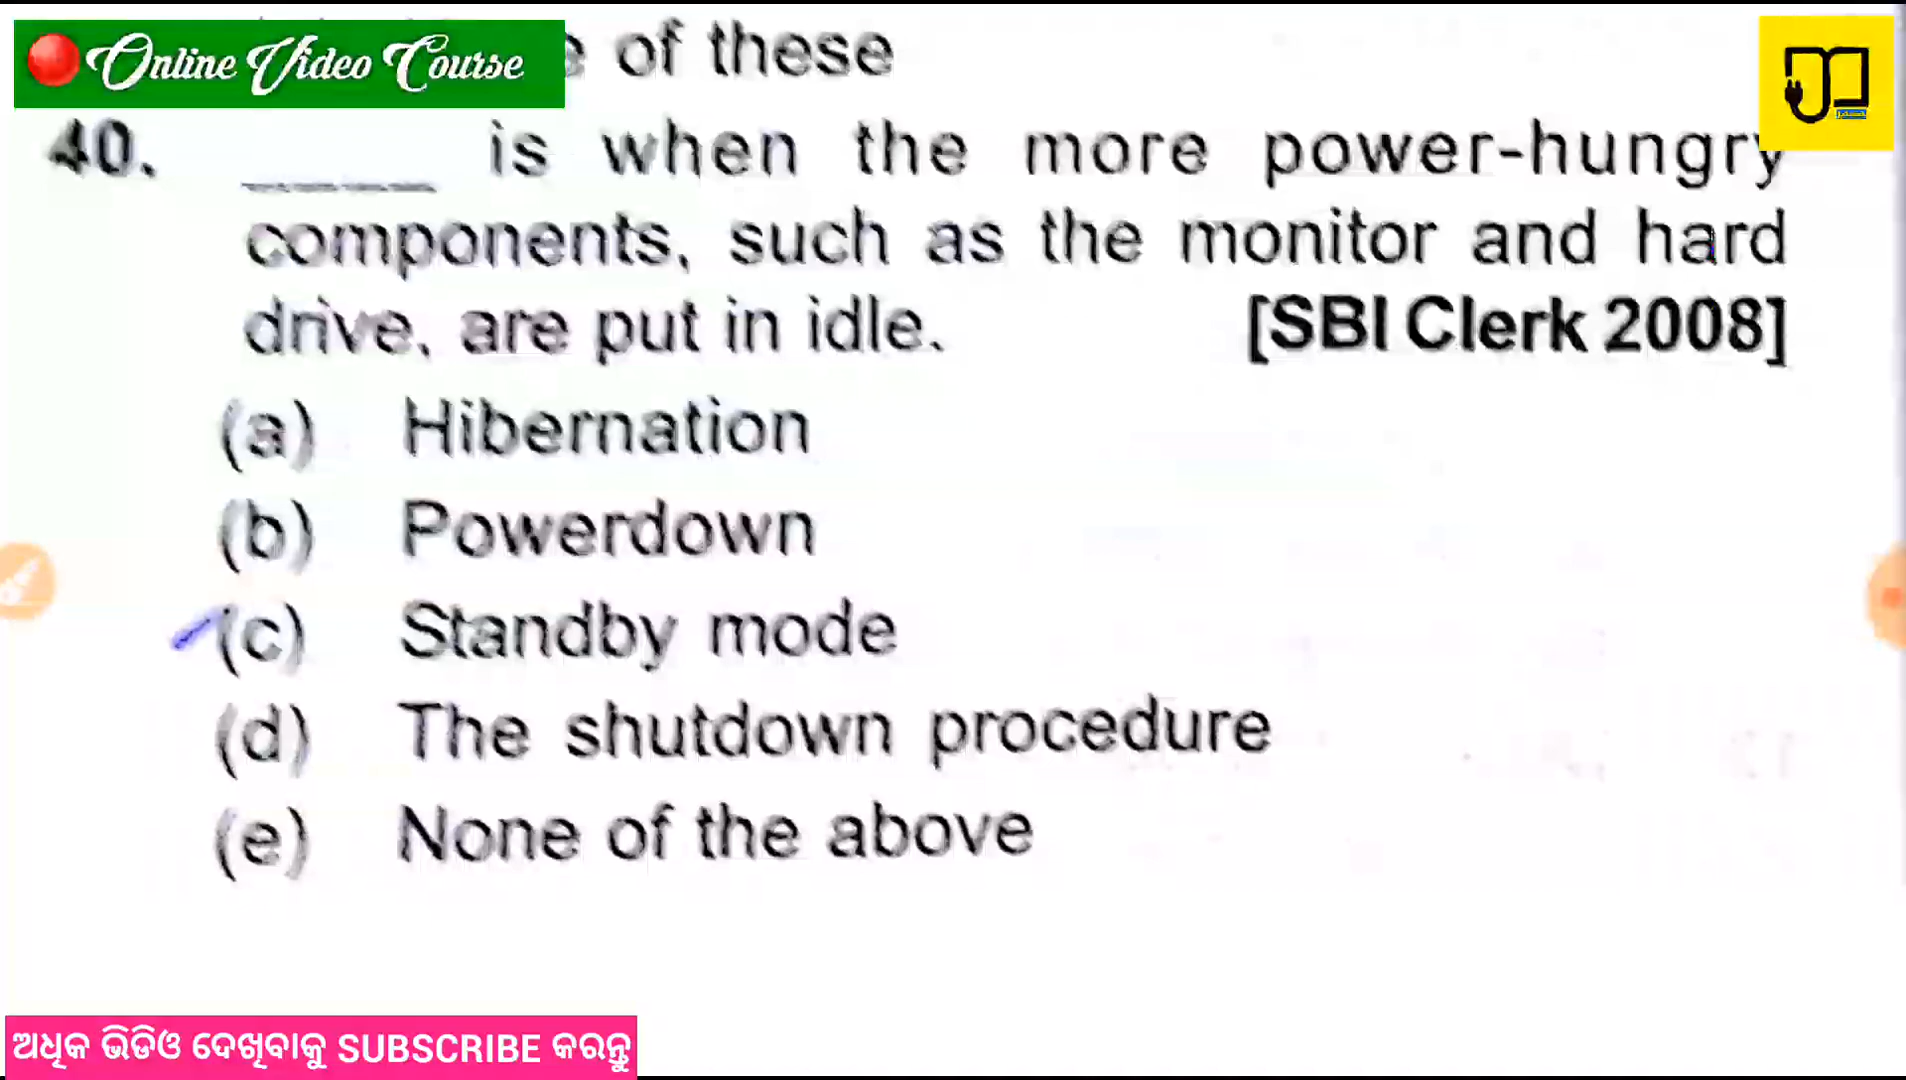 Online Video Course of these
40. ____ is when the more power-hungry
components, such as the monitor and hard
drive, are put in idle. [SBI Clerk 2008]
(a) Hibernation
(b) Powerdown
(c) Standby mode
(d) The shutdown procedure
(e) None of the above
ଅଧିକ ଭିଡିଓ ଦେଖିବାକୁ SUBSCRIBE କରନ୍ତୁ